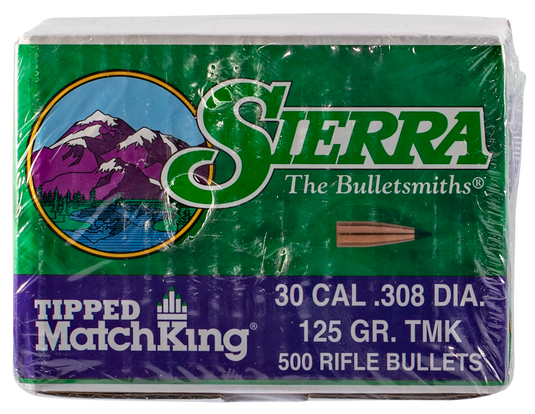 SIERRA
The Bulletsmiths®
TIPPED
MatchKing®
30 CAL .308 DIA.
125 GR. TMK
500 RIFLE BULLETS